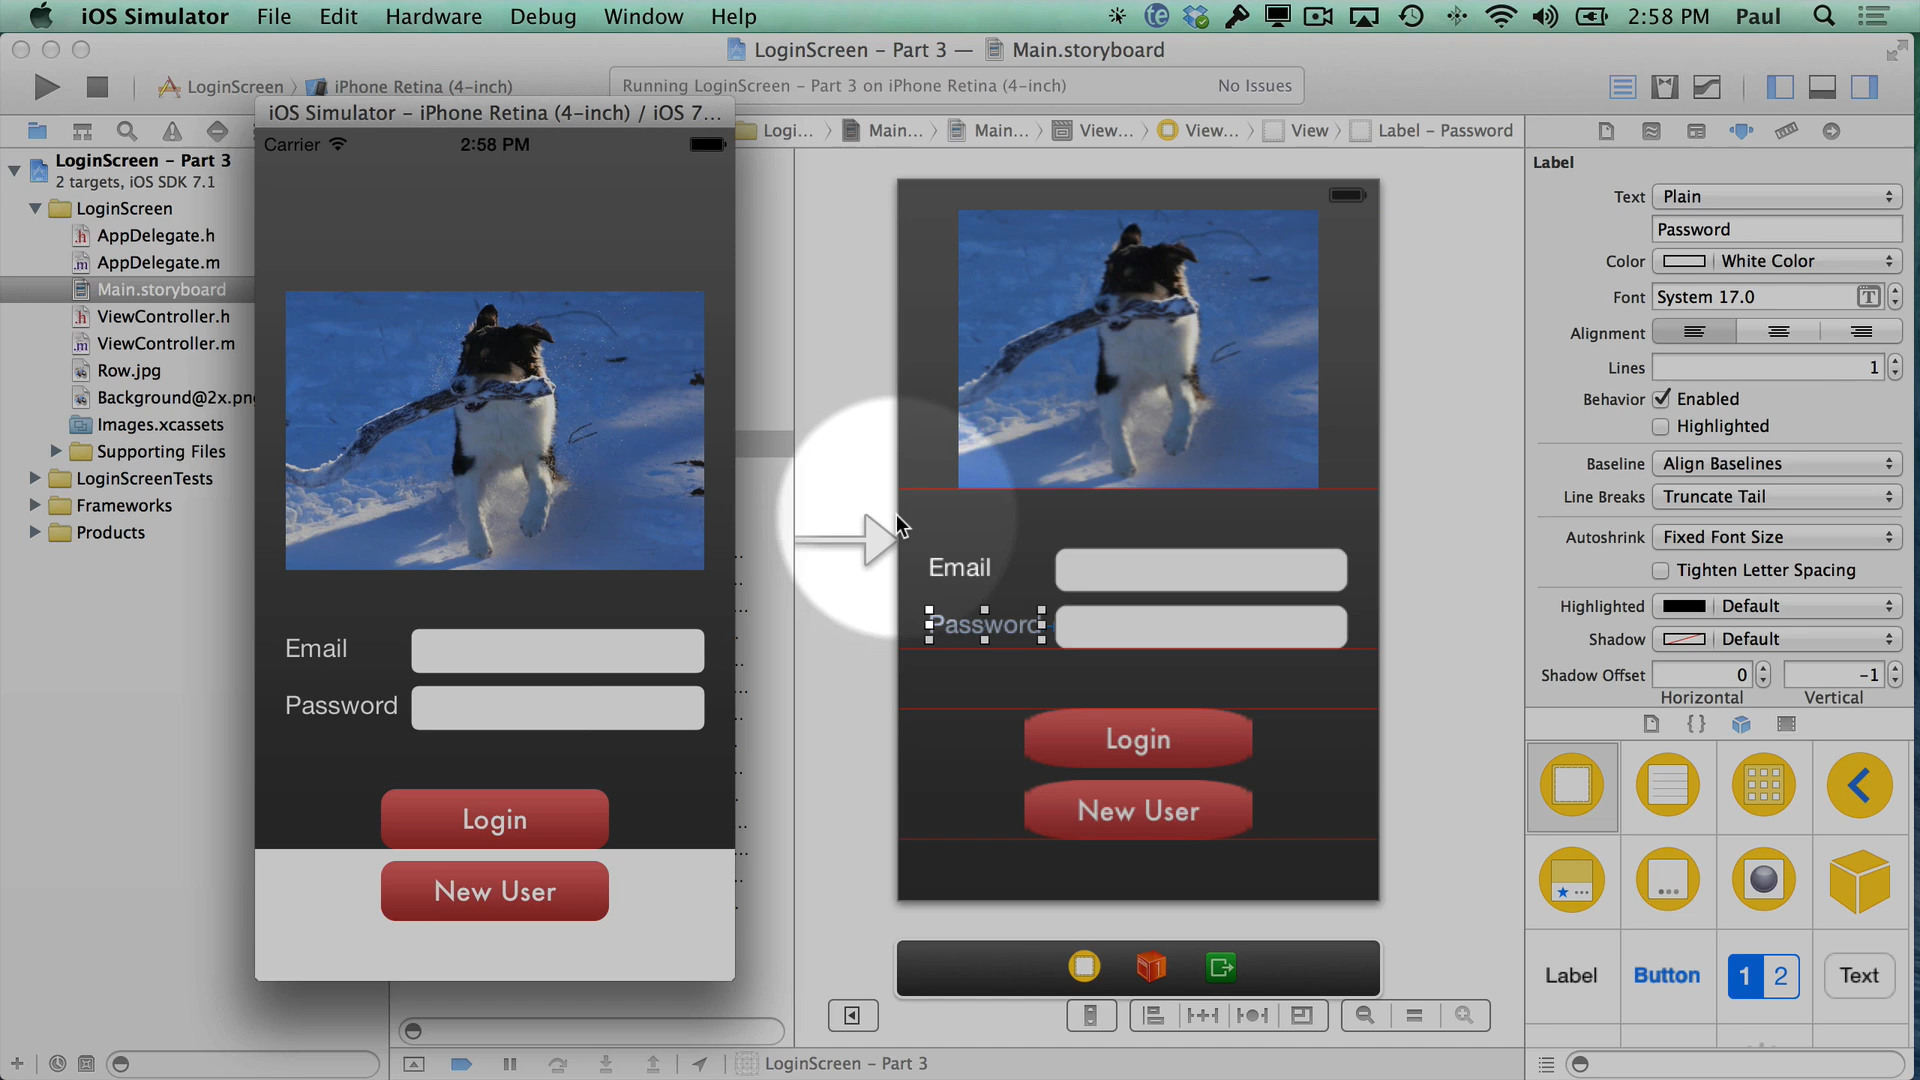 iOS Simulator File Edit Hardware Debug Window Help 2:58 PM Paul
LoginScreen – Part 3 — Main.storyboard
LoginScreen iPhone Retina (4-inch) Running LoginScreen – Part 3 on iPhone Retina (4-inch) No Issues
iOS Simulator – iPhone Retina (4-inch) / iOS 7...
Logi... Main... Main... View... View... View Label – Password
LoginScreen – Part 3
2 targets, iOS SDK 7.1
LoginScreen
AppDelegate.h
AppDelegate.m
Main.storyboard
ViewController.h
ViewController.m
Row.jpg
Background@2x.png
Images.xcassets
Supporting Files
LoginScreenTests
Frameworks
Products
Carrier 2:58 PM
Email
Password
Login
New User
Email
Password
Login
New User
Label
Text Plain
Password
Color White Color
Font System 17.0
Alignment
Lines 1
Behavior Enabled
Highlighted
Baseline Align Baselines
Line Breaks Truncate Tail
Autoshrink Fixed Font Size
Tighten Letter Spacing
Highlighted Default
Shadow Default
Shadow Offset 0 -1
Horizontal Vertical
Label Button 1 2 Text
LoginScreen – Part 3